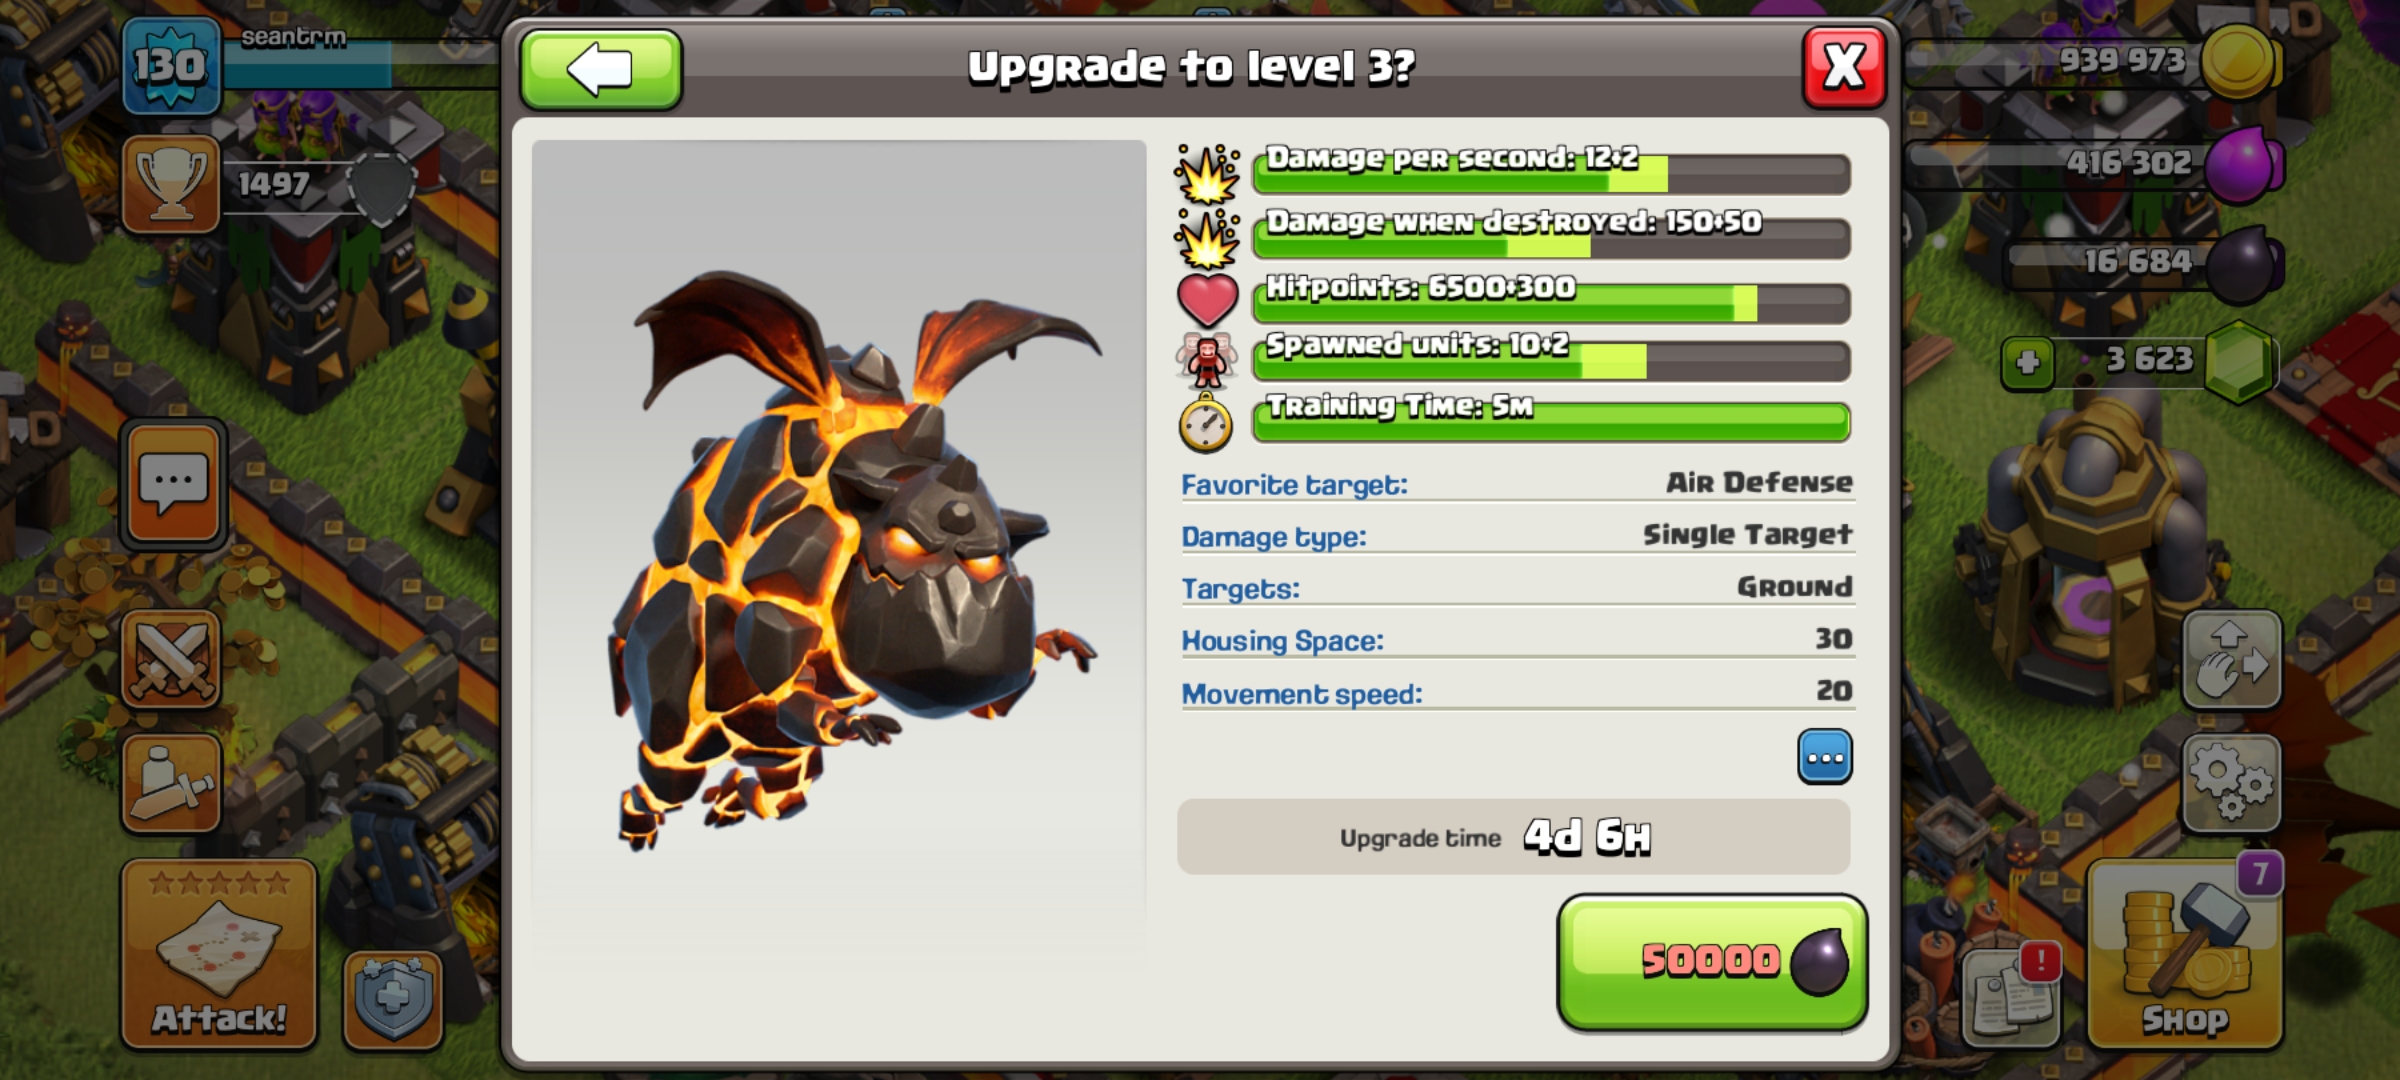 130
seantrm
1497
Attack!
Upgrade to level 3?
X
Damage per second: 12+2
Damage when destroyed: 150+50
Hitpoints: 6500+300
Spawned units: 10+2
Training Time: 5m
Favorite target: Air Defense
Damage type: Single Target
Targets: Ground
Housing Space: 30
Movement speed: 20
Upgrade time 4d 6h
50000
939 973
416 302
16 684
3 623
7
!
Shop